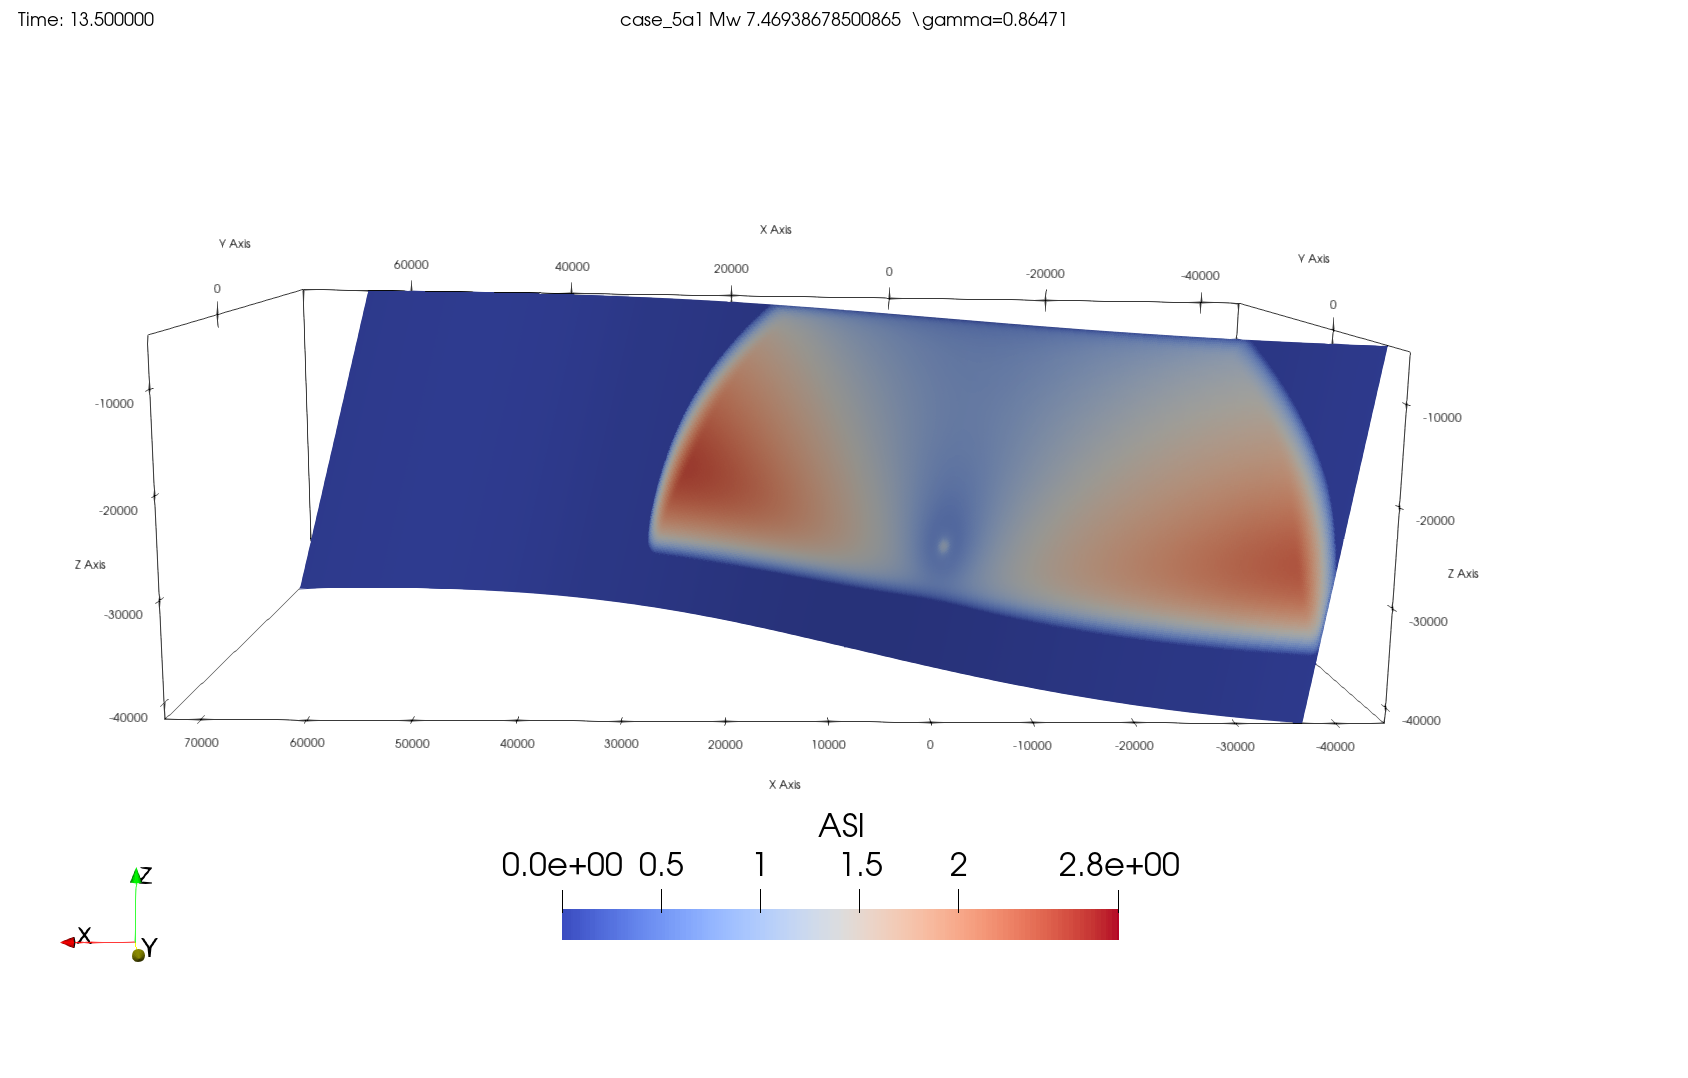 Time: 13.500000
case_5a1 Mw 7.46938678500865 \gamma=0.86471
X Axis
Y Axis
Y Axis
60000 40000 20000 0 -20000 -40000
0
0
-10000
-20000
Z Axis
-30000
-40000
-10000
-20000
Z Axis
-30000
-40000
70000 60000 50000 40000 30000 20000 10000 0 -10000 -20000 -30000 -40000
X Axis
ASI
0.0e+00 0.5 1 1.5 2 2.8e+00
Z
X
Y